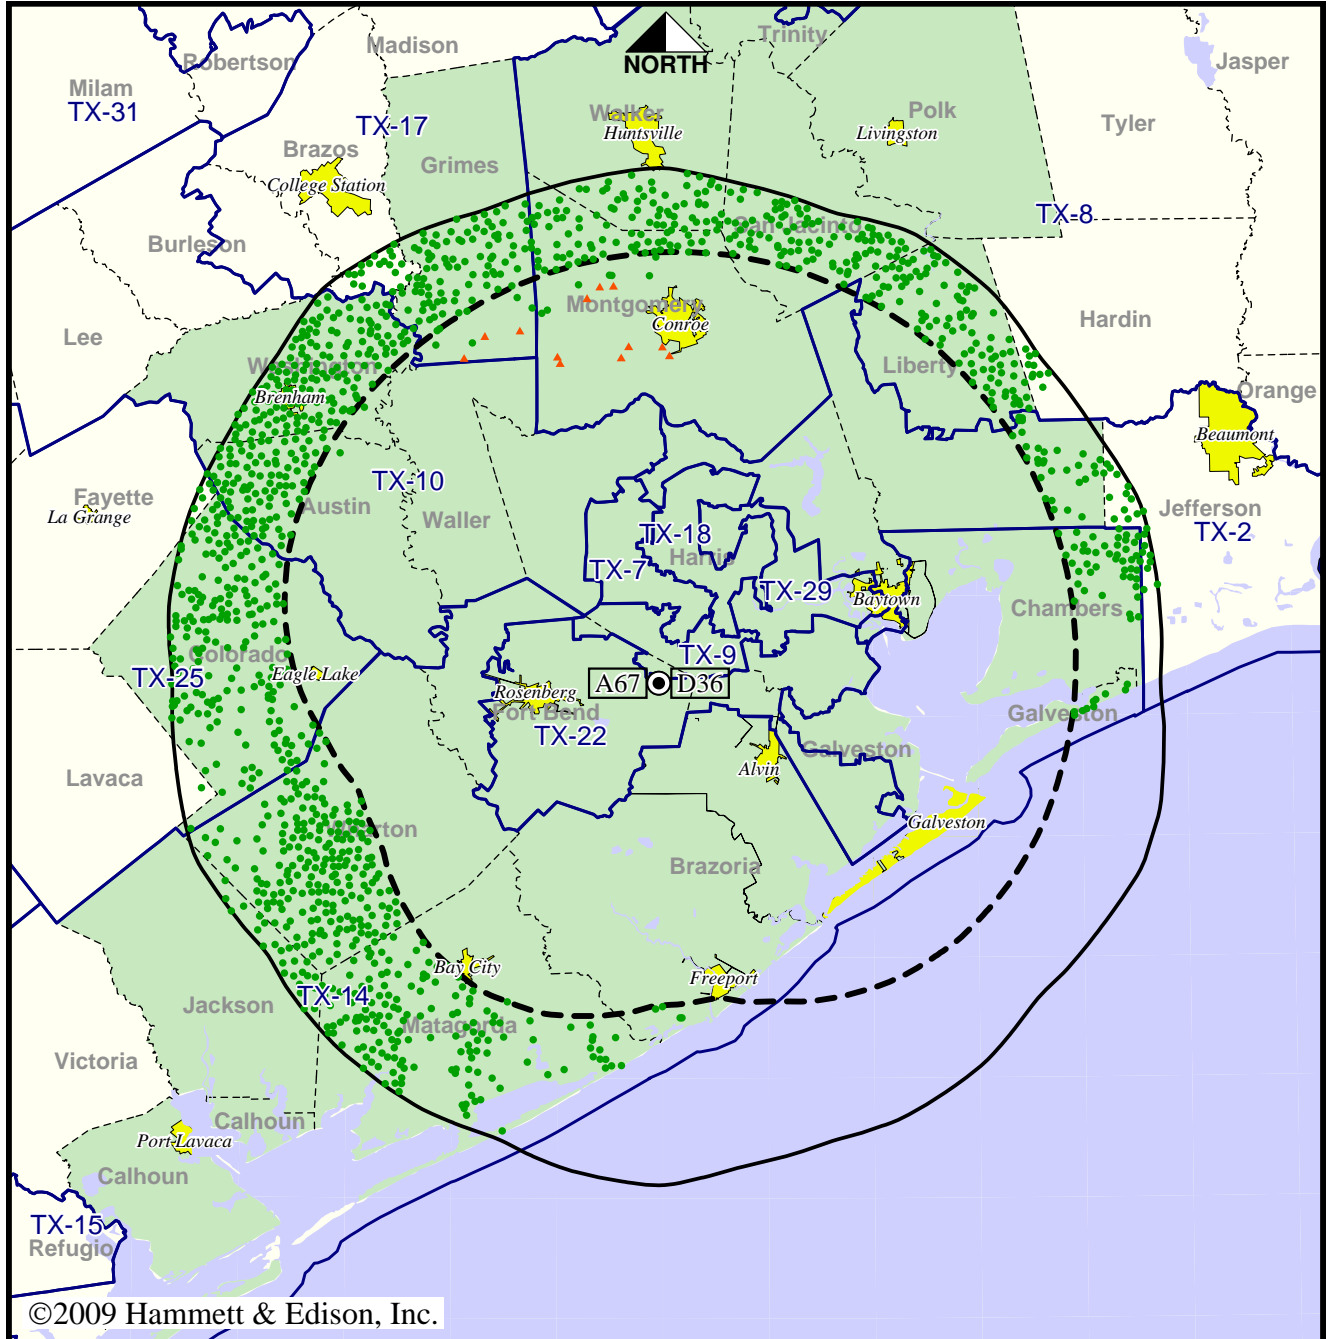 Madison
Trinity
Robertson
NORTH
Jasper
Milam
TX-31
TX-17
Walker
Huntsville
Polk
Livingston
Tyler
Brazos
Grimes
College Station
TX-8
San Jacinto
Burleson
Montgomery
Conroe
Hardin
Lee
Washington
Brenham
Liberty
Orange
Beaumont
TX-10
Fayette
La Grange
Austin
Waller
Jefferson
TX-2
TX-18
Harris
TX-7
TX-29
Baytown
Chambers
Colorado
TX-25
Eagle Lake
TX-9
A67
D36
Rosenberg
Fort Bend
TX-22
Galveston
Galveston
Lavaca
Alvin
Galveston
Wharton
Brazoria
Bay City
Freeport
TX-14
Jackson
Matagorda
Victoria
Calhoun
Port Lavaca
Calhoun
TX-15
Refugio
©2009 Hammett & Edison, Inc.